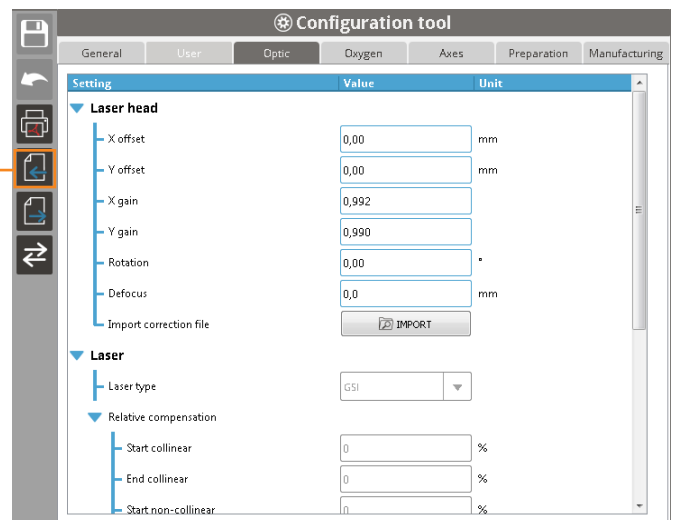 Configuration tool
General User Optic Oxygen Axes Preparation Manufacturing
Setting Value Unit
Laser head
X offset 0,00 mm
Y offset 0,00 mm
X gain 0,992
Y gain 0,990
Rotation 0,00 °
Defocus 0,0 mm
Import correction file IMPORT
Laser
Laser type GSI
Relative compensation
Start collinear 0 %
End collinear 0 %
Start non-collinear 0 %